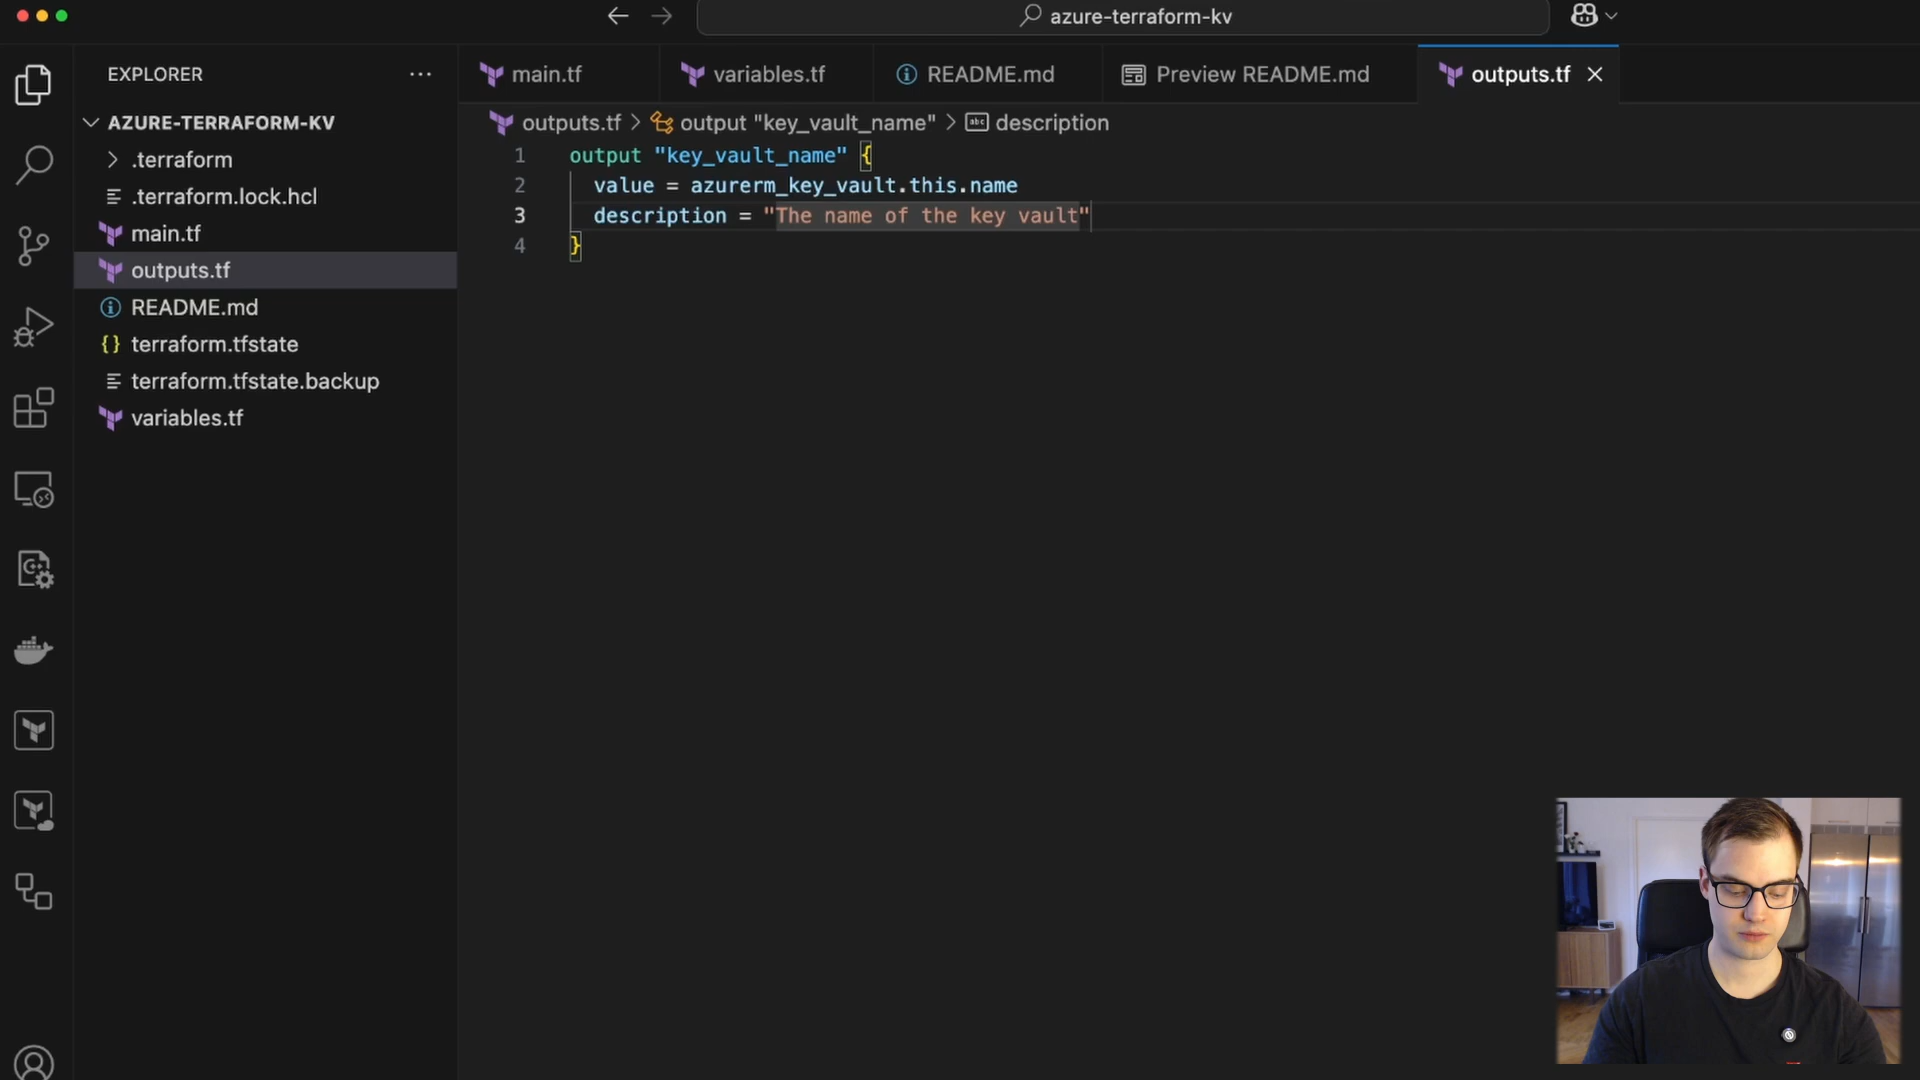 azure-terraform-kv
EXPLORER
AZURE-TERRAFORM-KV
.terraform
.terraform.lock.hcl
main.tf
outputs.tf
README.md
terraform.tfstate
terraform.tfstate.backup
variables.tf
main.tf
variables.tf
README.md
Preview README.md
outputs.tf
outputs.tf > output "key_vault_name" > abc description
1 output "key_vault_name" {
2 value = azurerm_key_vault.this.name
3 description = "The name of the key vault"
4 }